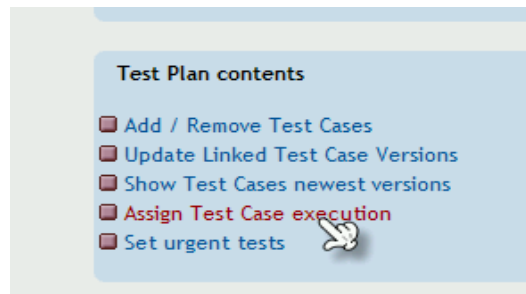 Test Plan contents
Add / Remove Test Cases
Update Linked Test Case Versions
Show Test Cases newest versions
Assign Test Case execution
Set urgent tests